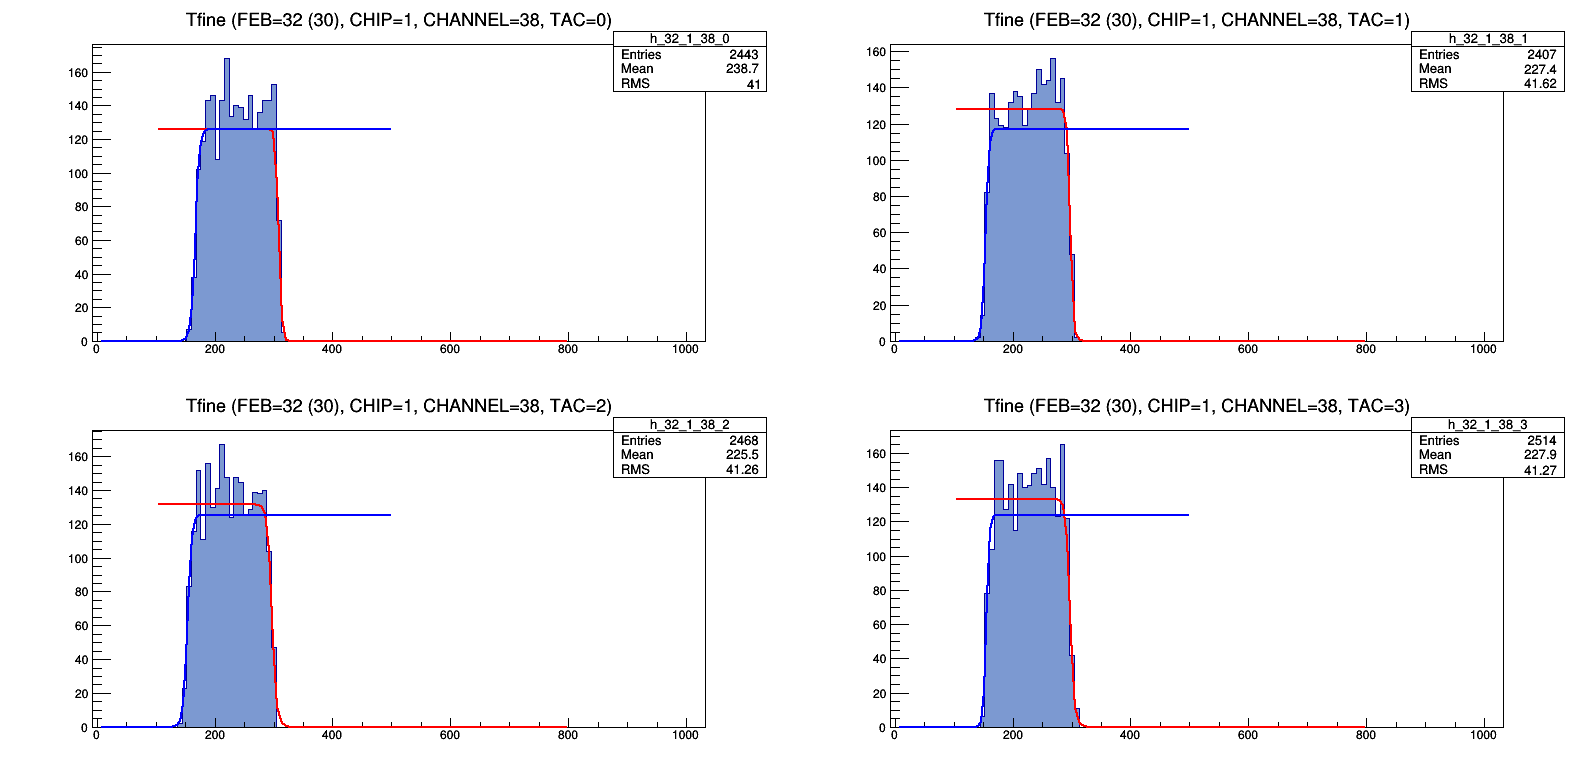 Tfine (FEB=32 (30), CHIP=1, CHANNEL=38, TAC=0)
h_32_1_38_0
Entries 2443
Mean 238.7
RMS 41
160
140
120
100
80
60
40
20
0
0 200 400 600 800 1000
Tfine (FEB=32 (30), CHIP=1, CHANNEL=38, TAC=1)
h_32_1_38_1
Entries 2407
Mean 227.4
RMS 41.62
160
140
120
100
80
60
40
20
0
0 200 400 600 800 1000
Tfine (FEB=32 (30), CHIP=1, CHANNEL=38, TAC=2)
h_32_1_38_2
Entries 2468
Mean 225.5
RMS 41.26
160
140
120
100
80
60
40
20
0
0 200 400 600 800 1000
Tfine (FEB=32 (30), CHIP=1, CHANNEL=38, TAC=3)
h_32_1_38_3
Entries 2514
Mean 227.9
RMS 41.27
160
140
120
100
80
60
40
20
0
0 200 400 600 800 1000